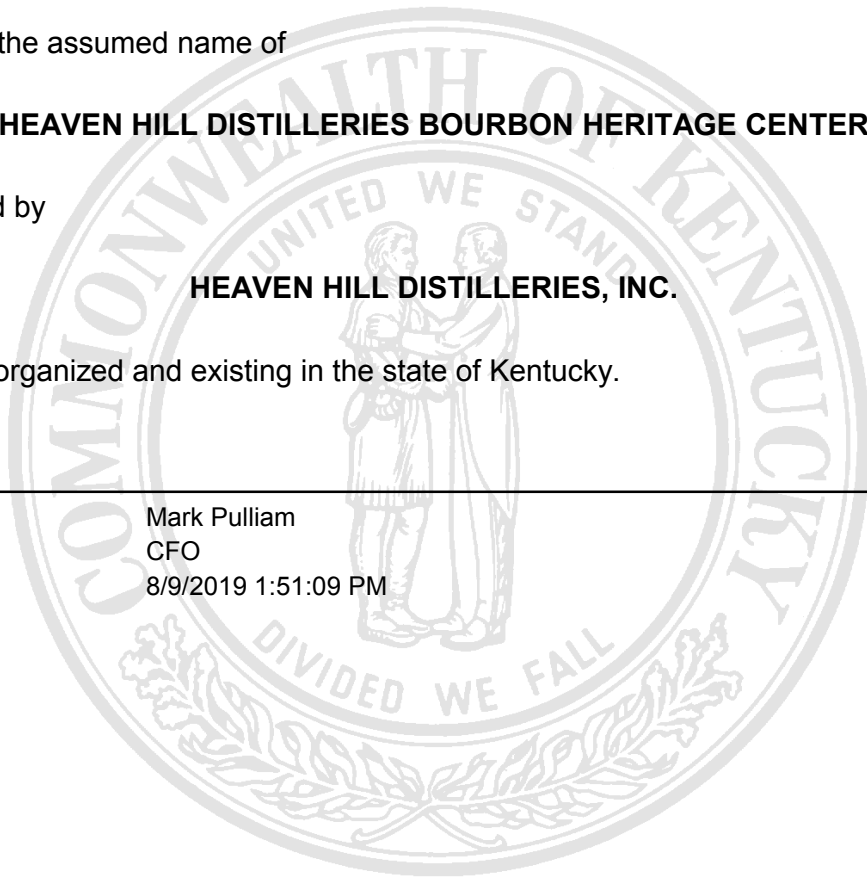 the assumed name of
HEAVEN HILL DISTILLERIES BOURBON HERITAGE CENTER
d by
HEAVEN HILL DISTILLERIES, INC.
organized and existing in the state of Kentucky.
Mark Pulliam
CFO
8/9/2019 1:51:09 PM
COMMONWEALTH OF KENTUCKY
UNITED WE STAND
DIVIDED WE FALL